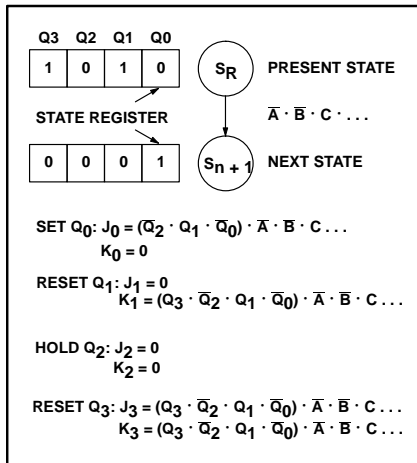 Q3 Q2 Q1 Q0
1 0 1 0
S_R
PRESENT STATE
STATE REGISTER
A̅ · B̅ · C · . . .
0 0 0 1
S_n + 1
NEXT STATE
SET Q₀: J₀ = (Q̅₂ · Q₁ · Q̅₀) · A̅ · B̅ · C . . .
K₀ = 0
RESET Q₁: J₁ = 0
K₁ = (Q₃ · Q̅₂ · Q₁ · Q̅₀) · A̅ · B̅ · C . . .
HOLD Q₂: J₂ = 0
K₂ = 0
RESET Q₃: J₃ = (Q₃ · Q̅₂ · Q₁ · Q̅₀) · A̅ · B̅ · C . . .
K₃ = (Q₃ · Q̅₂ · Q₁ · Q̅₀) · A̅ · B̅ · C . . .